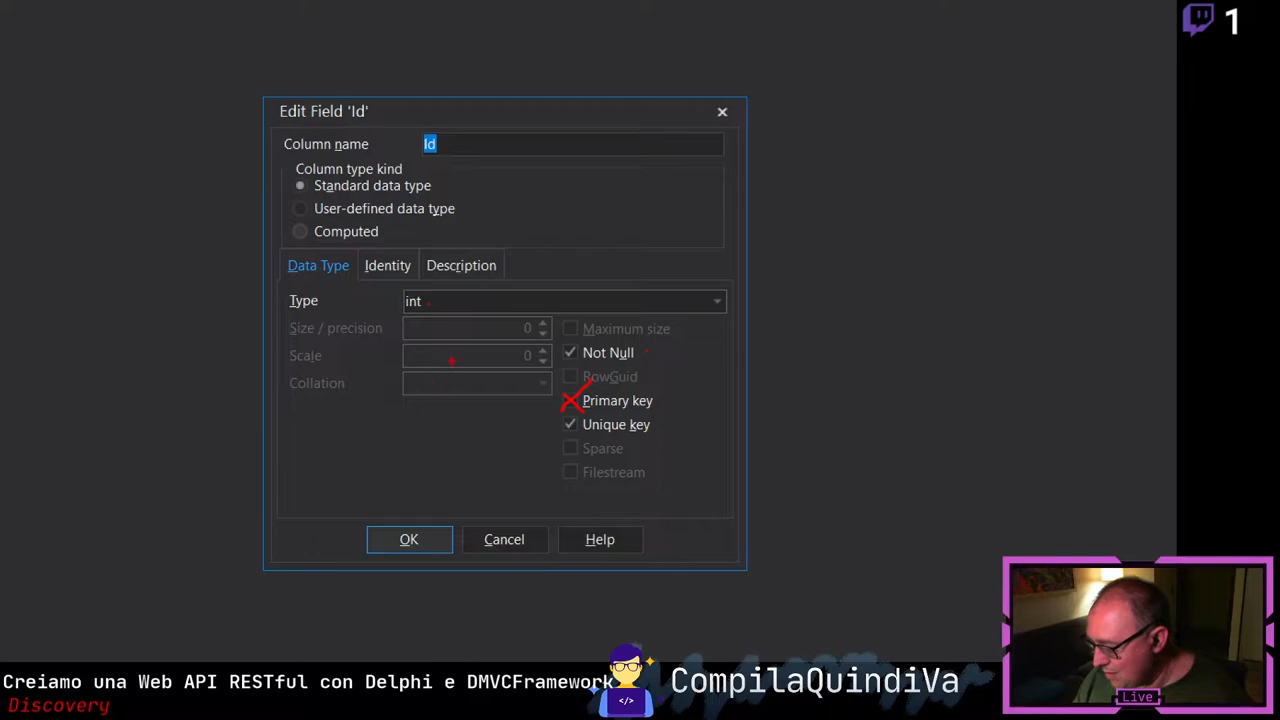 1
Edit Field 'Id'
Column name Id
Column type kind
Standard data type
User-defined data type
Computed
Data Type Identity Description
Type int
Size / precision 0 Maximum size
Not Null
Scale 0
RowGuid
Collation
Primary key
Unique key
Sparse
Filestream
OK Cancel Help
Creiamo una Web API RESTful con Delphi e DMVCFramework
Discovery
</>
CompilaQuindiVa
Live